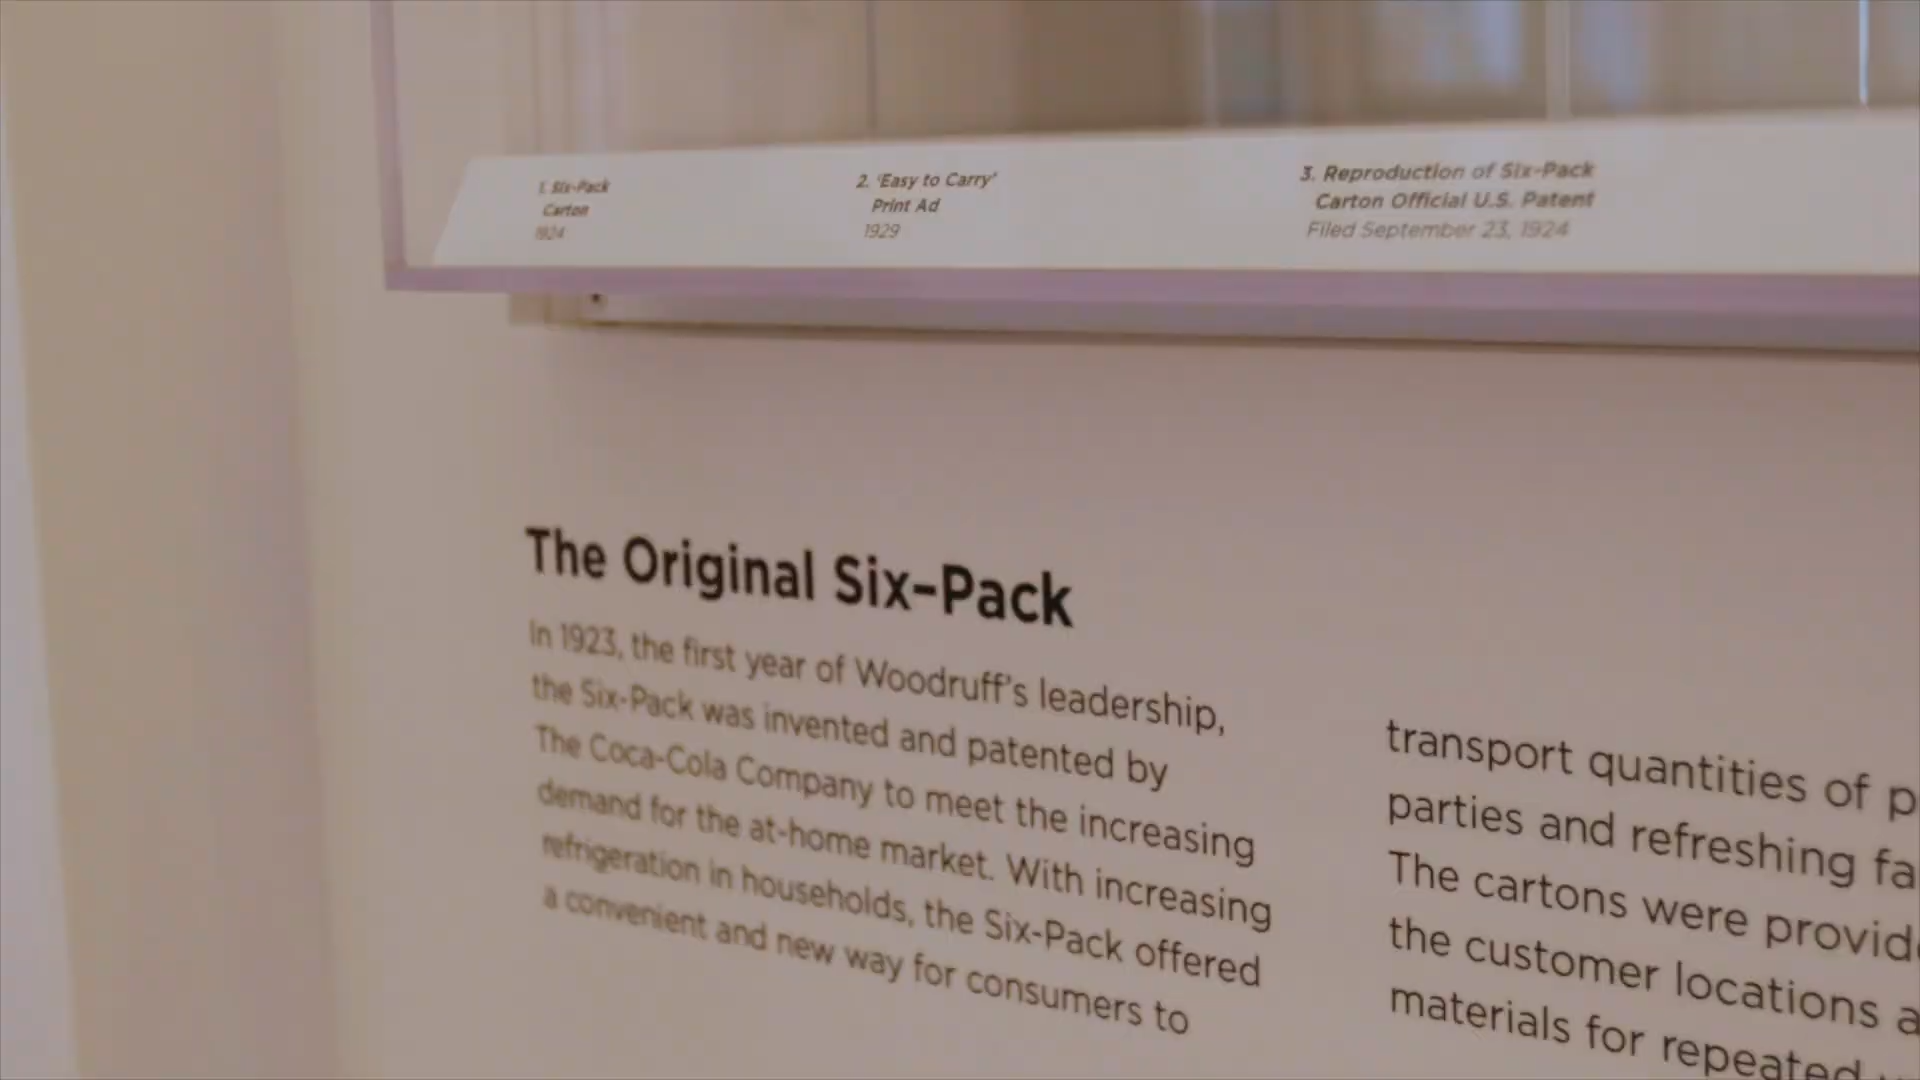 1. Six-Pack
Carton
1924
2. 'Easy to Carry'
Print Ad
1929
3. Reproduction of Six-Pack
Carton Official U.S. Patent
Filed September 23, 1924
The Original Six-Pack
In 1923, the first year of Woodruff's leadership,
the Six-Pack was invented and patented by
The Coca-Cola Company to meet the increasing
demand for the at-home market. With increasing
refrigeration in households, the Six-Pack offered
a convenient and new way for consumers to
transport quantities of
parties and refreshing
The cartons were
the customer locations
materials for repeated